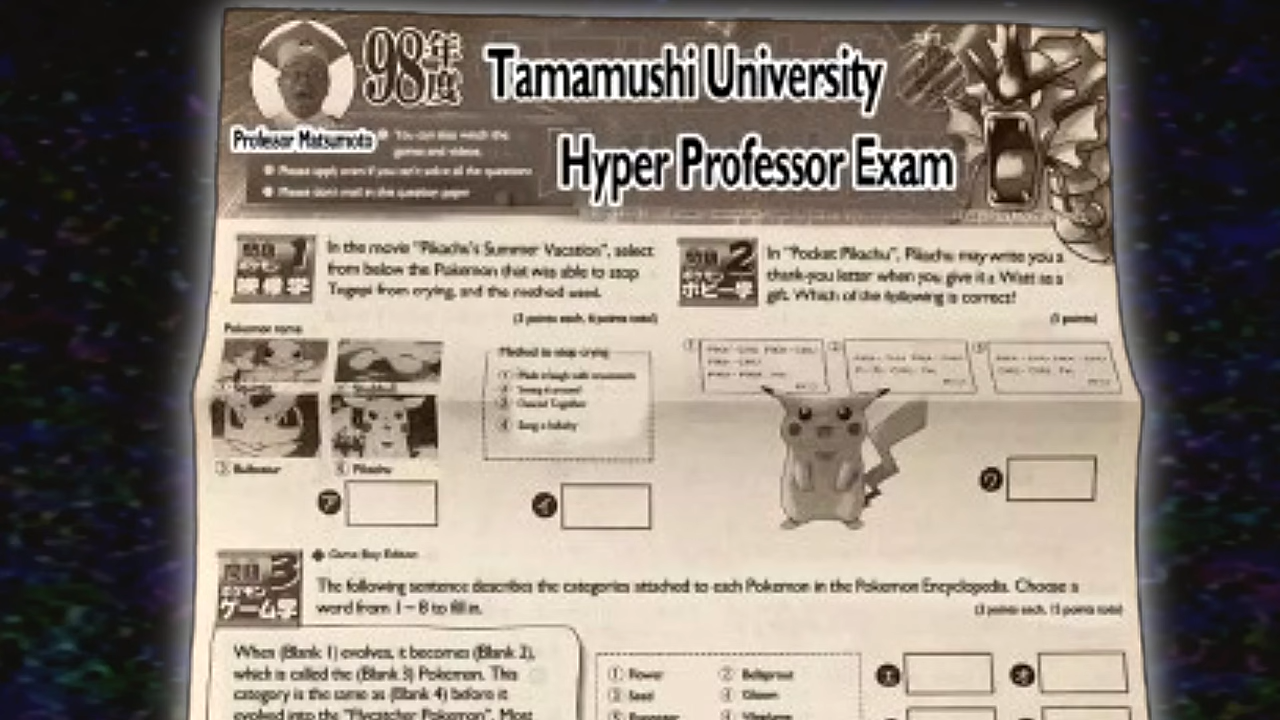 98年度
Tamamushi University
Hyper Professor Exam
Professor Matsumoto
You can also watch the
games and videos.
Please apply even if you can't solve all the questions
Please don't mail in the question paper
問題1
映像学
In the movie "Pikachu's Summer Vacation", select
from below the Pokemon that was able to stop
Togepi from crying, and the method used.
(3 points each, 6 points total)
問題2
ポケモン
ホビー学
In "Pocket Pikachu", Pikachu may write you a
thank-you letter when you give it a Watt as a
gift. Which of the following is correct?
(5 points)
Pokemon name
Method to stop crying
① Made it laugh with
④ Sang a lullaby
① Squirtle
③ Bulbasaur
④ Pikachu
ア
イ
ウ
問題3
ポケモン
ゲーム学
◆ Game Boy Edition
The following sentence describes the categories attached to each Pokemon in the Pokemon Encyclopedia. Choose a
word from 1 – 8 to fill in.
(3 points each, 15 points total)
When (Blank 1) evolves, it becomes (Blank 2),
which is called the (Blank 3) Pokemon. This
category is the same as (Blank 4) before it
evolved into the "Flycatcher Pokemon". Most
① Flower
② Bellsprout
③ Seed
④ Gloom
エ
オ